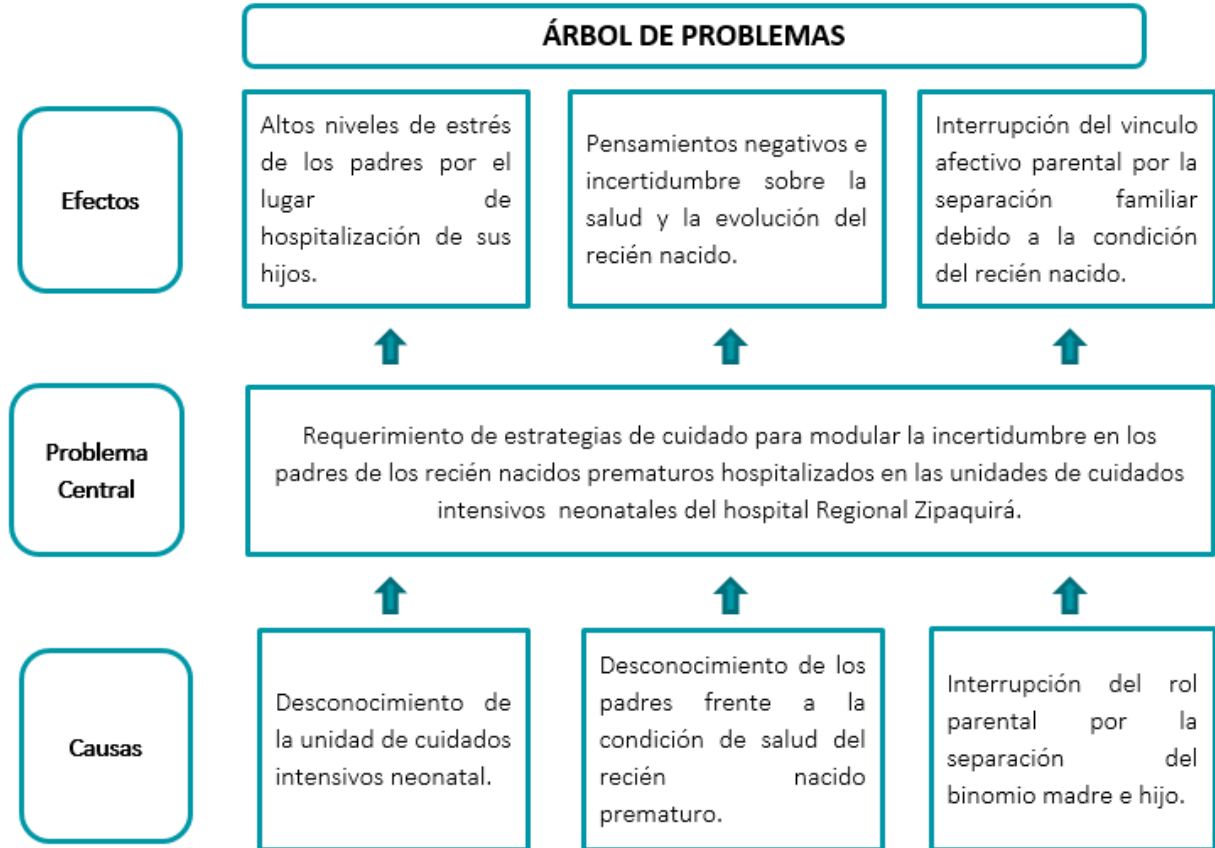 ÁRBOL DE PROBLEMAS
Efectos
Altos niveles de estrés
de los padres por el
lugar de
hospitalización de sus
hijos.
Pensamientos negativos e
incertidumbre sobre la
salud y la evolución del
recién nacido.
Interrupción del vinculo
afectivo parental por la
separación familiar
debido a la condición
del recién nacido.
Problema
Central
Requerimiento de estrategias de cuidado para modular la incertidumbre en los
padres de los recién nacidos prematuros hospitalizados en las unidades de cuidados
intensivos neonatales del hospital Regional Zipaquirá.
Causas
Desconocimiento de
la unidad de cuidados
intensivos neonatal.
Desconocimiento de los
padres frente a la
condición de salud del
recién nacido
prematuro.
Interrupción del rol
parental por la
separación del
binomio madre e hijo.